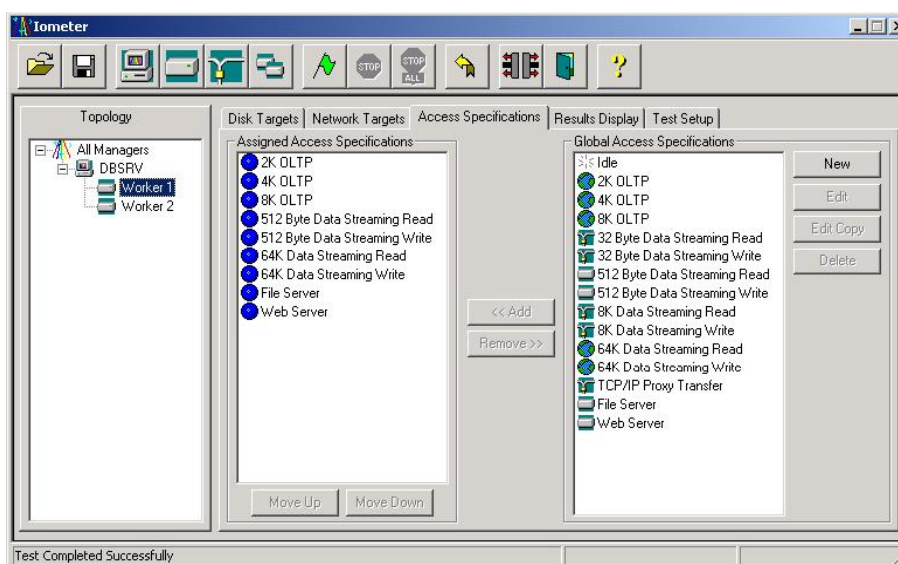 Iometer
STOP
STOP
ALL
?
Topology
All Managers
DBSRV
Worker 1
Worker 2
Disk Targets
Network Targets
Access Specifications
Results Display
Test Setup
Assigned Access Specifications
2K OLTP
4K OLTP
8K OLTP
512 Byte Data Streaming Read
512 Byte Data Streaming Write
64K Data Streaming Read
64K Data Streaming Write
File Server
Web Server
Move Up
Move Down
<< Add
Remove >>
Global Access Specifications
Idle
2K OLTP
4K OLTP
8K OLTP
32 Byte Data Streaming Read
32 Byte Data Streaming Write
512 Byte Data Streaming Read
512 Byte Data Streaming Write
8K Data Streaming Read
8K Data Streaming Write
64K Data Streaming Read
64K Data Streaming Write
TCP/IP Proxy Transfer
File Server
Web Server
New
Edit
Edit Copy
Delete
Test Completed Successfully